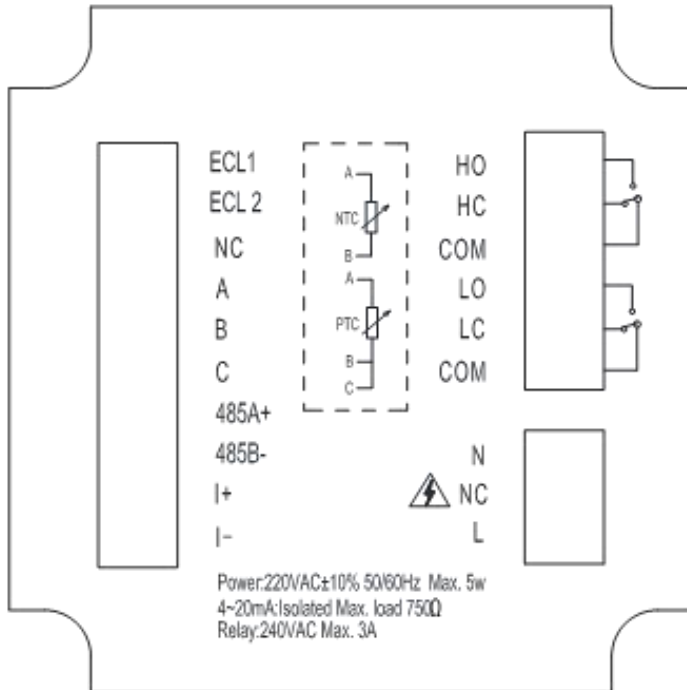 ECL1
ECL 2
NC
A
B
C
485A+
485B-
I+
I-
A
NTC
B
A
PTC
B
C
HO
HC
COM
LO
LC
COM
N
NC
L
Power:220VAC±10% 50/60Hz Max. 5w
4~20mA:Isolated Max. load 750Ω
Relay:240VAC Max. 3A